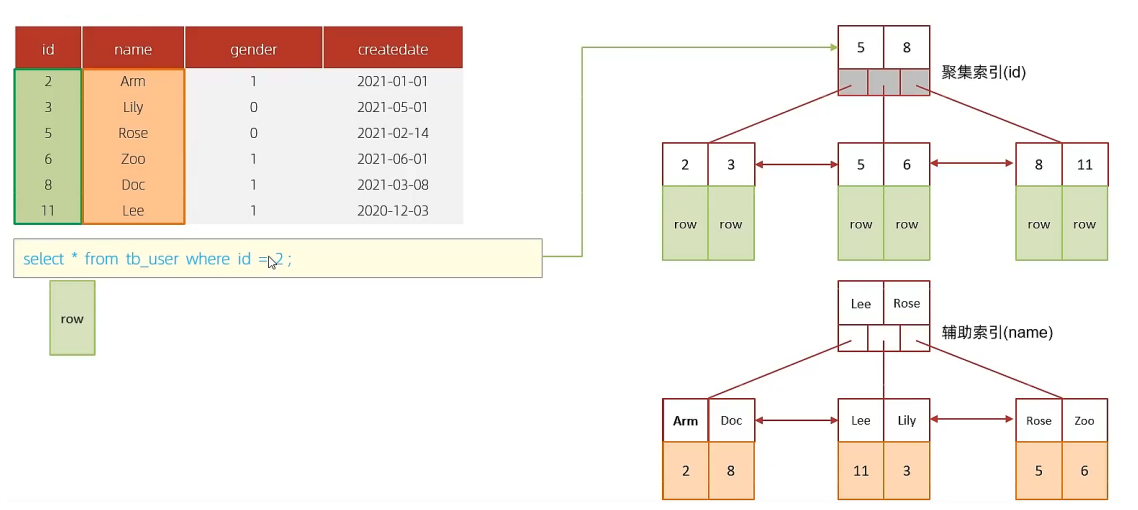 id name gender createdate
2 Arm 1 2021-01-01
3 Lily 0 2021-05-01
5 Rose 0 2021-02-14
6 Zoo 1 2021-06-01
8 Doc 1 2021-03-08
11 Lee 1 2020-12-03
select * from tb_user where id = 2 ;
row
5 8
聚集索引(id)
2 3 5 6 8 11
row row row row row row
Lee Rose
辅助索引(name)
Arm Doc Lee Lily Rose Zoo
2 8 11 3 5 6